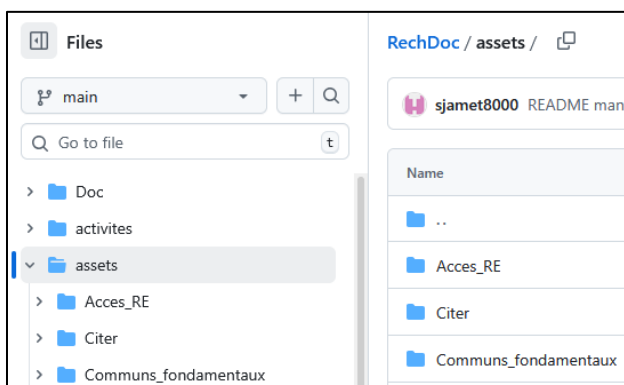 Files
main
Go to file
t
Doc
activites
assets
Acces_RE
Citer
Communs_fondamentaux
RechDoc / assets /
sjamet8000 README man
Name
..
Acces_RE
Citer
Communs_fondamentaux